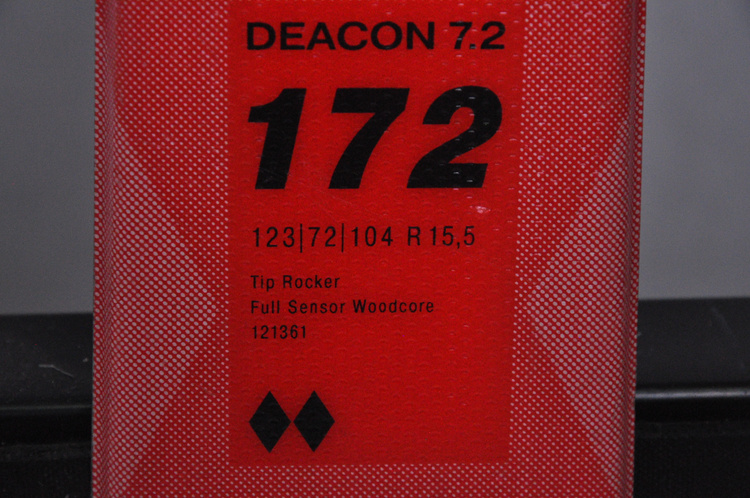 DEACON 7.2
172
123|72|104 R 15,5
Tip Rocker
Full Sensor Woodcore
121361